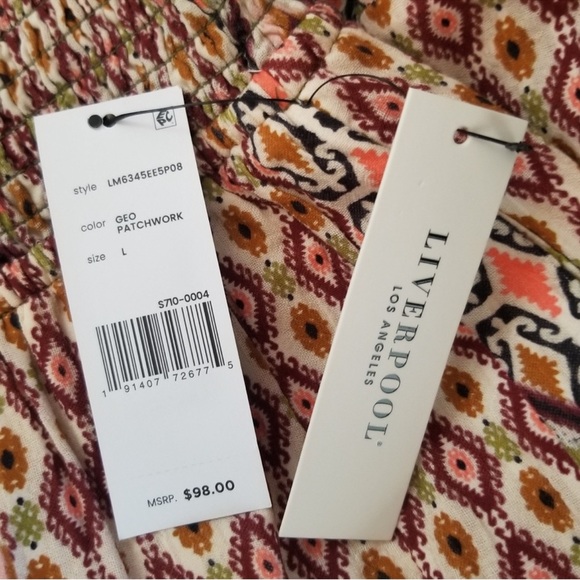 style LM6345EE5P08
color GEO
PATCHWORK
size L
S710-0004
1 91407 72677 5
MSRP. $98.00
LIVERPOOL®
LOS ANGELES